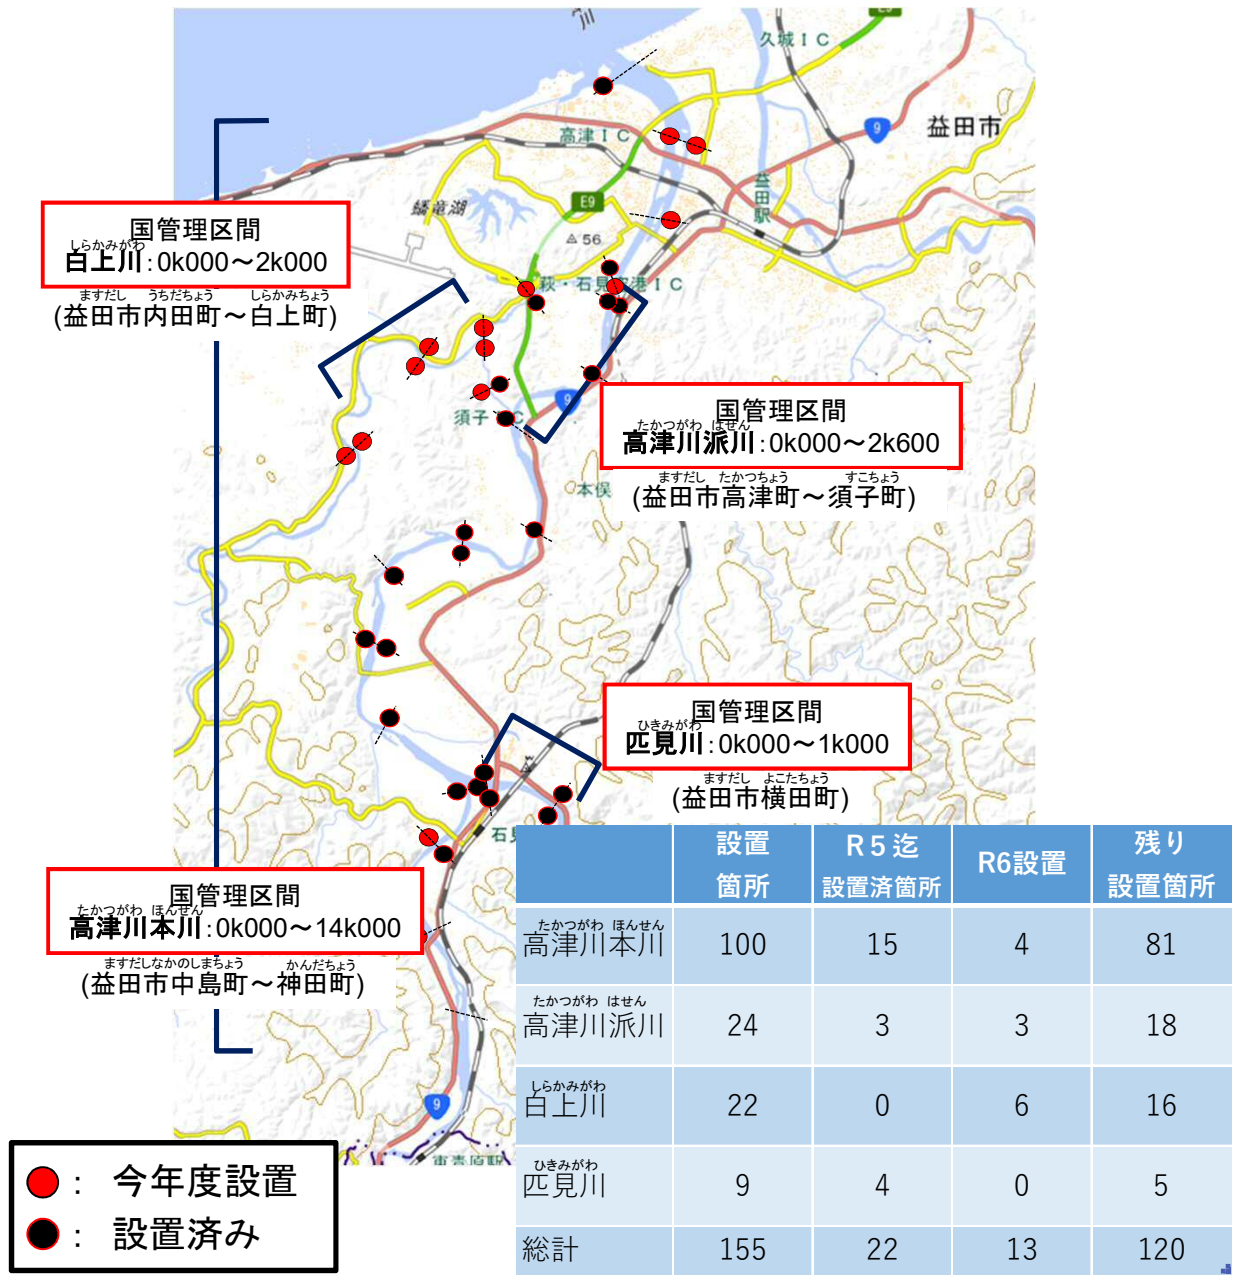 久城ＩＣ
益田市
9
高津ＩＣ
益田駅
蟠竜湖
E9
56
萩・石見空港ＩＣ
国管理区間
しらかみがわ
白上川：0k000～2k000
ますだし うちだちょう しらかみちょう
(益田市内田町～白上町)
9
国管理区間
たかつがわ はせん
高津川派川：0k000～2k600
ますだし たかつちょう すこちょう
(益田市高津町～須子町)
本俣
国管理区間
ひきみがわ
匹見川：0k000～1k000
ますだし よこたちょう
(益田市横田町)
国管理区間
たかつがわ ほんせん
高津川本川：0k000～14k000
ますだしなかのしまちょう かんだちょう
(益田市中島町～神田町)
9
東青原駅
設置箇所 R５迄設置済箇所 R6設置 残り設置箇所
たかつがわ ほんせん
高津川本川 100 15 4 81
たかつがわ はせん
高津川派川 24 3 3 18
しらかみがわ
白上川 22 0 6 16
ひきみがわ
匹見川 9 4 0 5
総計 155 22 13 120
： 今年度設置
： 設置済み